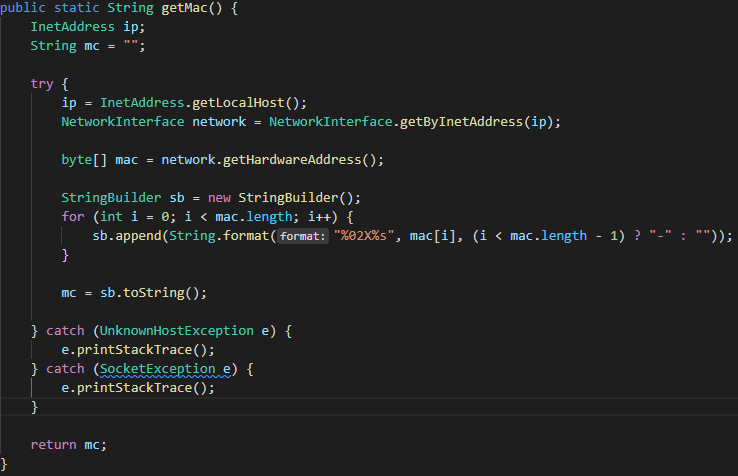 public static String getMac() {
    InetAddress ip;
    String mc = "";

    try {
        ip = InetAddress.getLocalHost();
        NetworkInterface network = NetworkInterface.getByInetAddress(ip);

        byte[] mac = network.getHardwareAddress();

        StringBuilder sb = new StringBuilder();
        for (int i = 0; i < mac.length; i++) {
            sb.append(String.format(format: "%02X%s", mac[i], (i < mac.length - 1) ? "-" : ""));
        }

        mc = sb.toString();

    } catch (UnknownHostException e) {
        e.printStackTrace();
    } catch (SocketException e) {
        e.printStackTrace();
    }

    return mc;
}